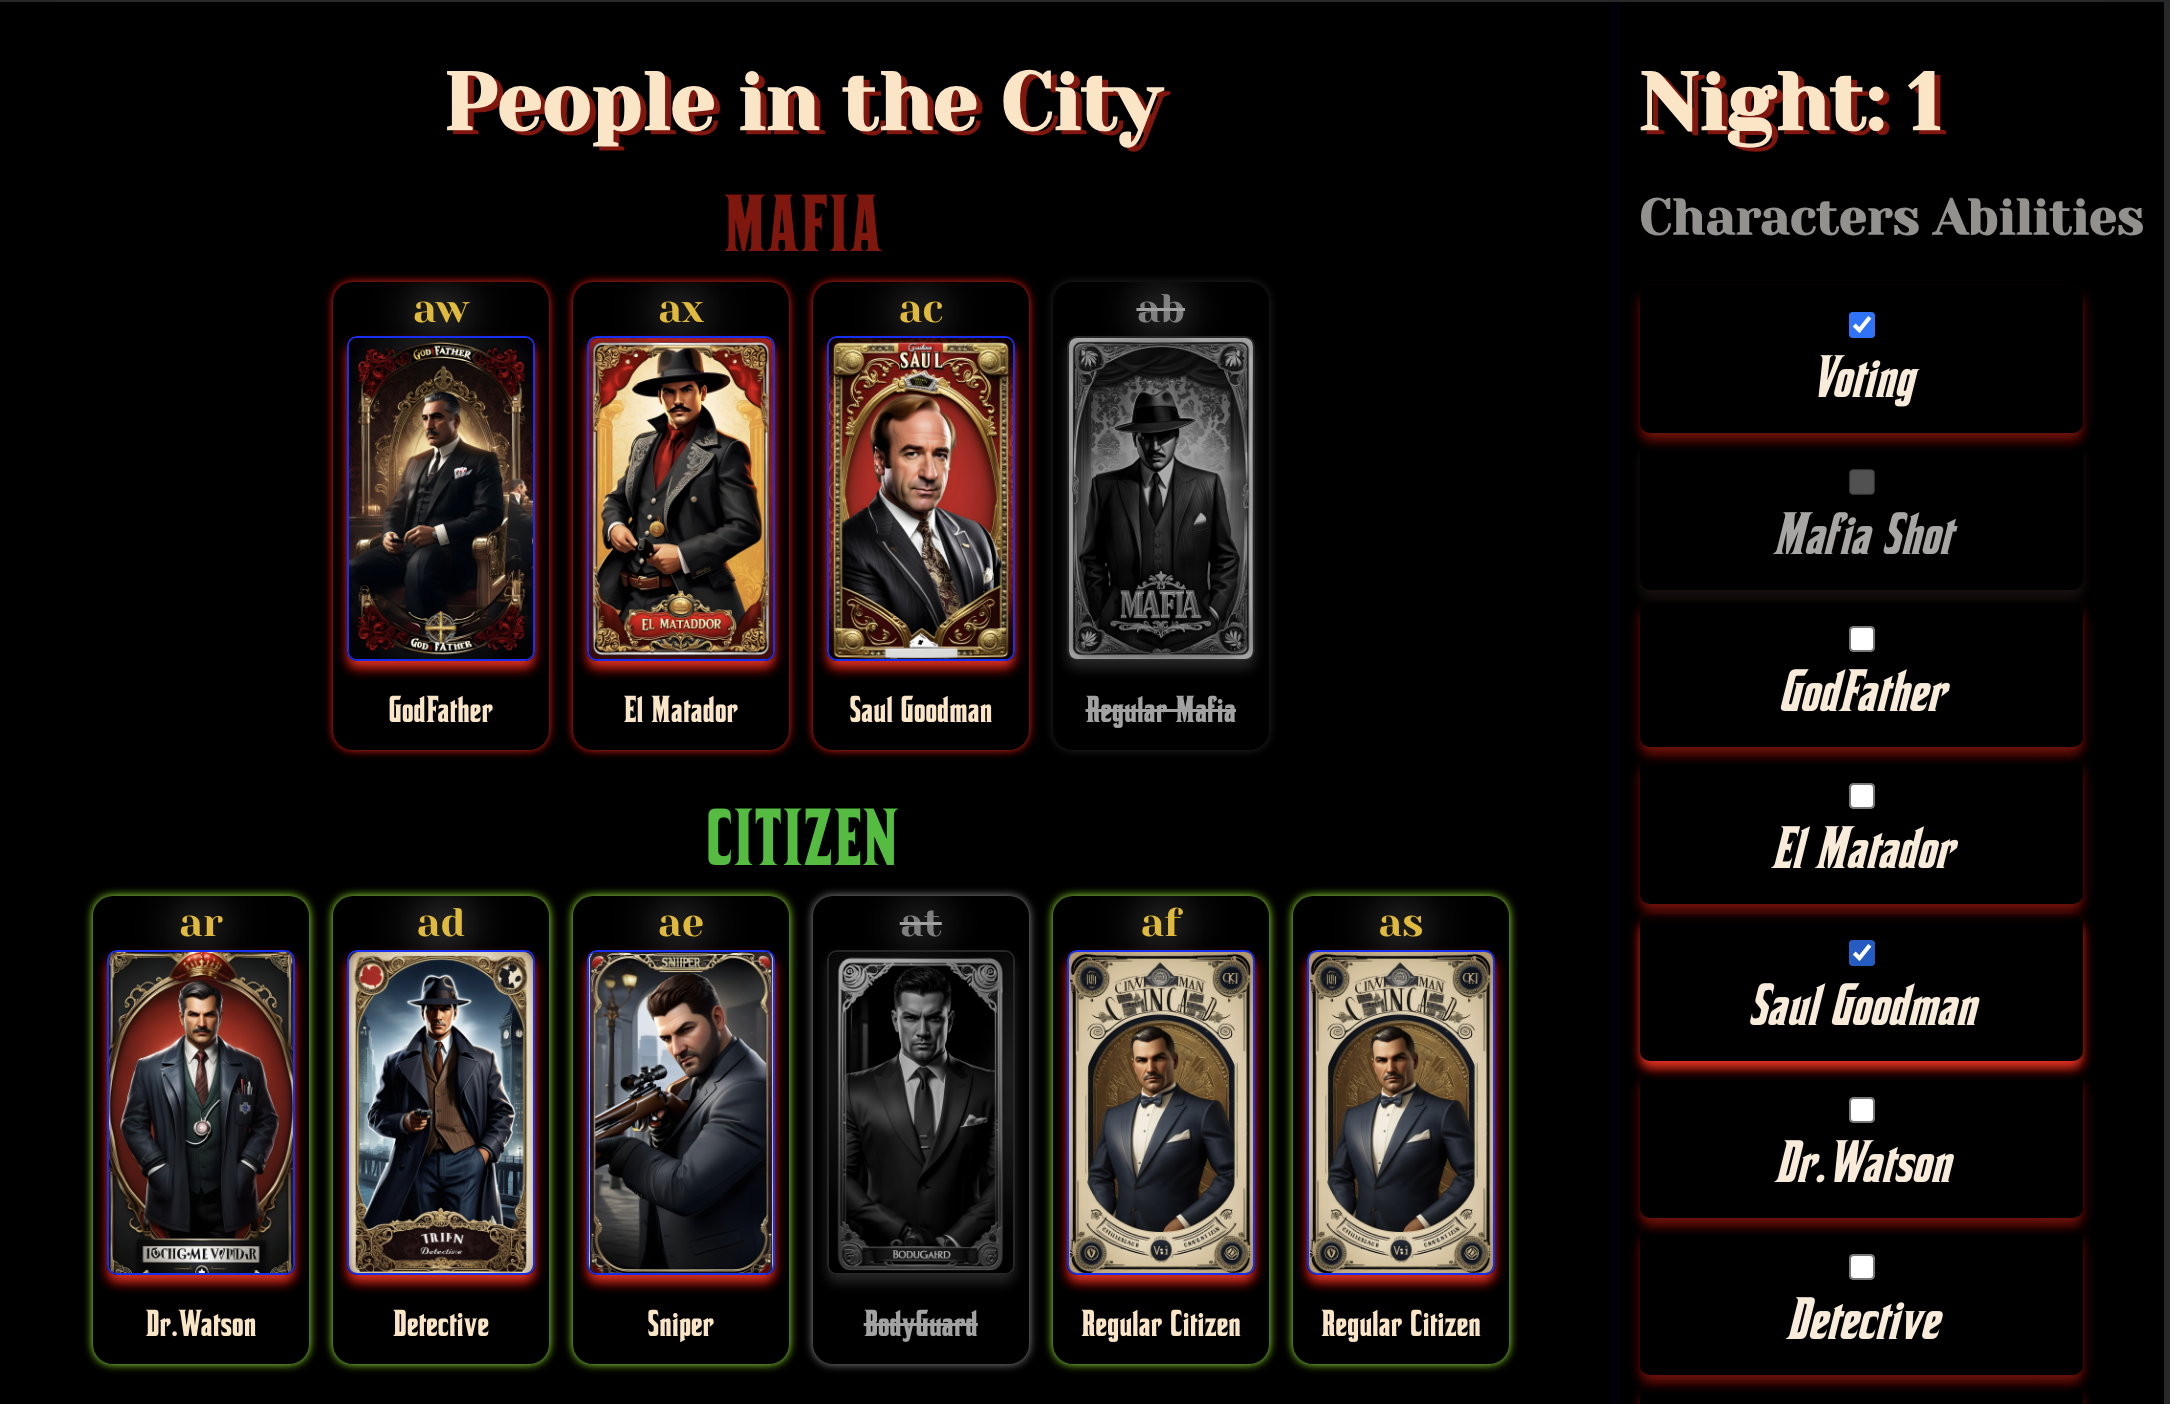 People in the City
MAFIA
aw
GOD FATHER
GOD FATHER
GodFather
ax
EL MATADDOR
El Matador
ac
SAUL
Saul Goodman
ab
MAFIA
Regular Mafia
CITIZEN
ar
Dr.Watson
ad
Detective
Detective
ae
SNIPER
Sniper
at
BODUGAHRD
BodyGuard
af
Regular Citizen
as
Regular Citizen
Night: 1
Characters Abilities
Voting
Mafia Shot
GodFather
El Matador
Saul Goodman
Dr.Watson
Detective